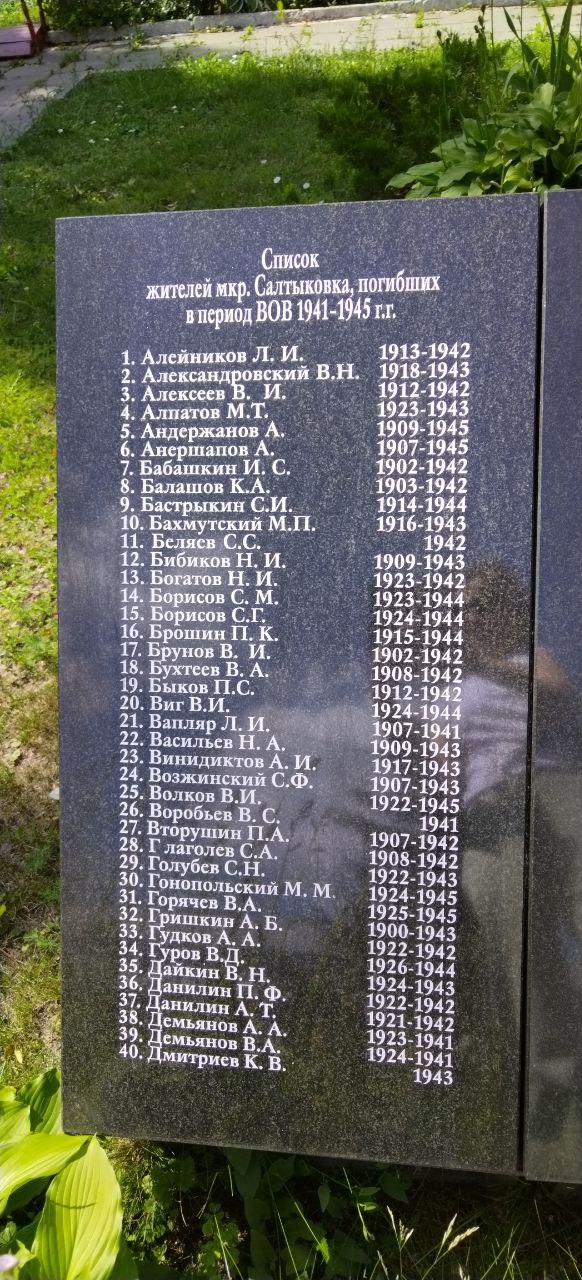 Список
жителей мкр. Салтыковка, погибших
в период ВОВ 1941-1945 г.г.
1. Алейников Л. И. 1913-1942
2. Александровский В.Н. 1918-1943
3. Алексеев В. И. 1912-1942
4. Алпатов М.Т. 1923-1943
5. Андержанов А. 1909-1945
6. Анершапов А. 1907-1945
7. Бабашкин И. С. 1902-1942
8. Балашов К.А. 1903-1942
9. Бастрыкин С.И. 1914-1944
10. Бахмутский М.П. 1916-1943
11. Беляев С.С. 1942
12. Бибиков Н. И. 1909-1943
13. Богатов Н. И. 1923-1942
14. Борисов С. М. 1923-1944
15. Борисов С.Г. 1924-1944
16. Брошин П. К. 1915-1944
17. Брунов В. И. 1902-1942
18. Бухтеев В. А. 1908-1942
19. Быков П.С. 1912-1942
20. Виг В.И. 1924-1944
21. Вапляр Л. И. 1907-1941
22. Васильев Н. А. 1909-1943
23. Винидиктов А. И. 1917-1943
24. Возжинский С.Ф. 1907-1943
25. Волков В.И. 1922-1945
26. Воробьев В. С. 1941
27. Вторушин П.А. 1907-1942
28. Г лаголев С.А. 1908-1942
29. Голубев С.Н. 1922-1943
30. Гонопольский М. М. 1924-1945
31. Горячев В.А. 1925-1945
32. Гришкин А. Б. 1900-1943
33. Гудков А. А. 1922-1942
34. Гуров В.Д. 1926-1944
35. Дайкин В. Н. 1924-1943
36. Данилин П. Ф. 1922-1942
37. Данилин А. Т. 1921-1942
38. Демьянов А. А. 1923-1941
39. Демьянов В.А. 1924-1941
40. Дмитриев К. В. 1943